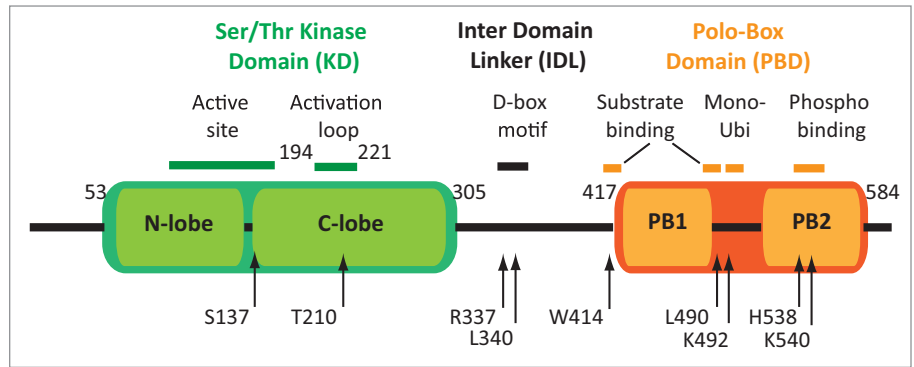 Ser/Thr Kinase
Domain (KD)
Inter Domain
Linker (IDL)
Polo-Box
Domain (PBD)
Active
site
Activation
loop
D-box
motif
Substrate
binding
Mono-
Ubi
Phospho
binding
194
221
53
305
417
584
N-lobe
C-lobe
PB1
PB2
S137
T210
R337
L340
W414
L490
K492
H538
K540